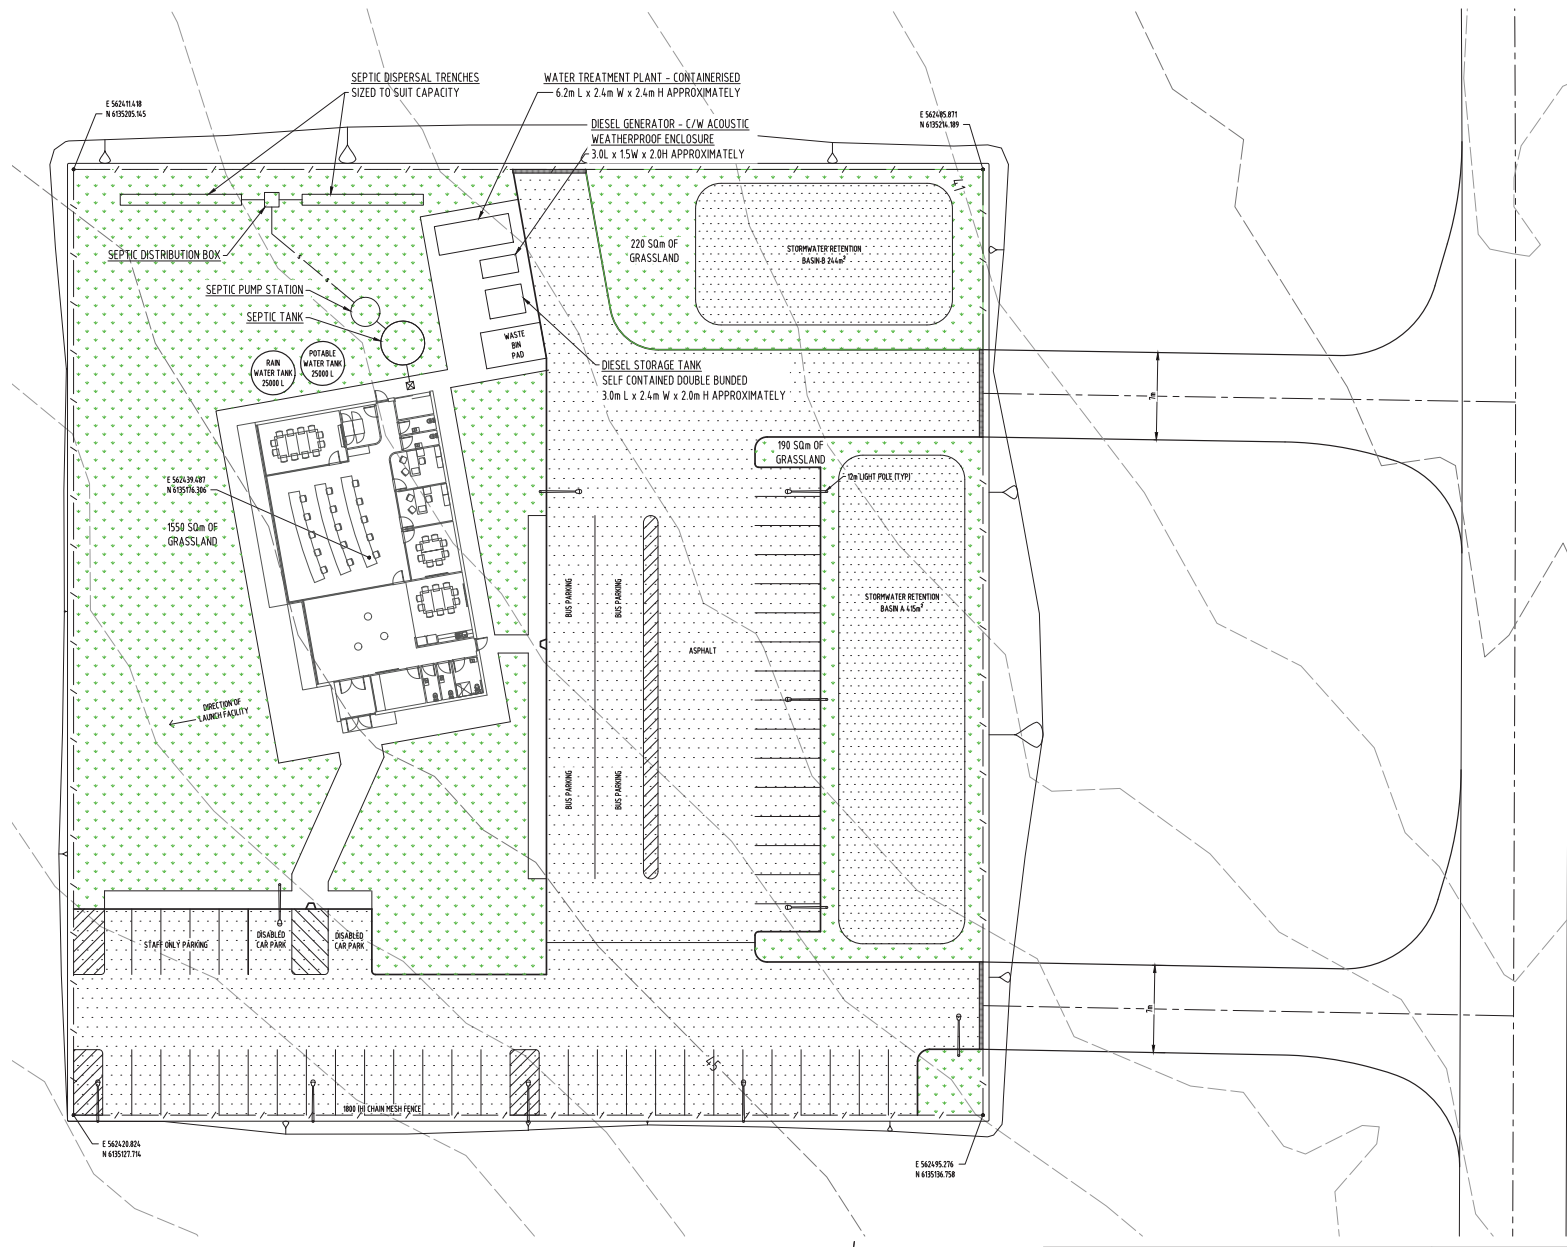 SEPTIC DISPERSAL TRENCHES
SIZED TO SUIT CAPACITY
WATER TREATMENT PLANT - CONTAINERISED
6.2m L x 2.4m W x 2.4m H APPROXIMATELY
E 562411.418
N 6135205.145
E 562485.871
N 6135214.189
DIESEL GENERATOR - C/W ACOUSTIC
WEATHERPROOF ENCLOSURE
3.0L x 1.5W x 2.0H APPROXIMATELY
47
SEPTIC DISTRIBUTION BOX
220 SQm OF
GRASSLAND
STORMWATER RETENTION
BASIN-B 244m²
SEPTIC PUMP STATION
SEPTIC TANK
WASTE
BIN
PAD
RAIN
WATER TANK
25000 L
POTABLE
WATER TANK
25000 L
DIESEL STORAGE TANK
SELF CONTAINED DOUBLE BUNDED
3.0m L x 2.4m W x 2.0m H APPROXIMATELY
7m
190 SQm OF
GRASSLAND
12m LIGHT POLE (TYP)
E 562439.487
N 6135176.306
1550 SQm OF
GRASSLAND
BUS PARKING
BUS PARKING
STORMWATER RETENTION
BASIN A 415m²
ASPHALT
DIRECTION OF
LAUNCH FACILITY
BUS PARKING
BUS PARKING
STAFF ONLY PARKING
DISABLED
CAR PARK
DISABLED
CAR PARK
7m
45
1800 (H) CHAIN MESH FENCE
E 562420.824
N 6135127.714
E 562495.276
N 6135136.758